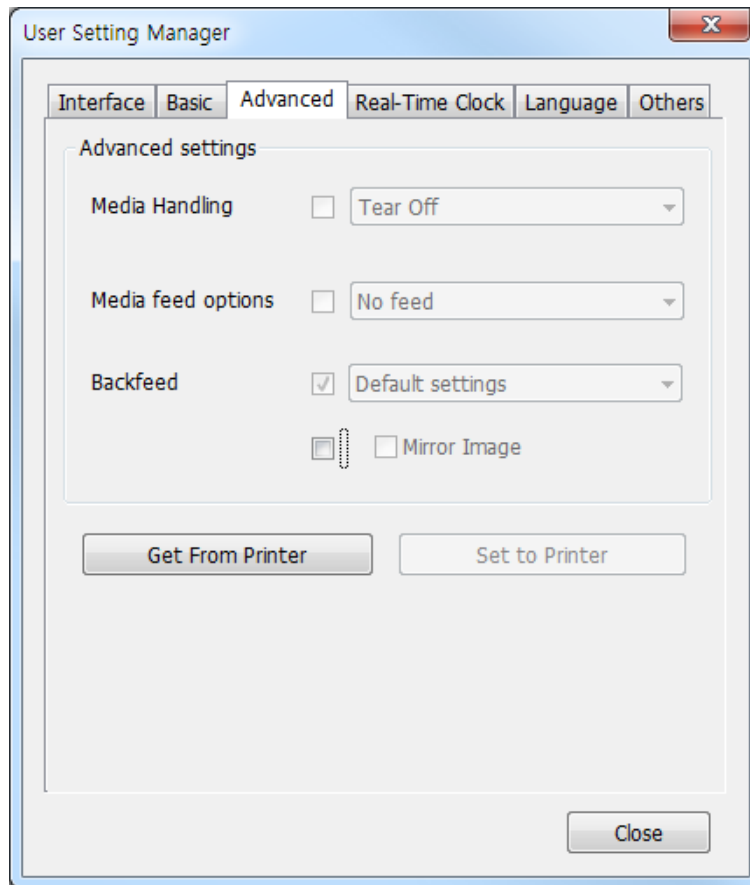 User Setting Manager
Interface Basic Advanced Real-Time Clock Language Others
Advanced settings
Media Handling Tear Off
Media feed options No feed
Backfeed Default settings
Mirror Image
Get From Printer Set to Printer
Close